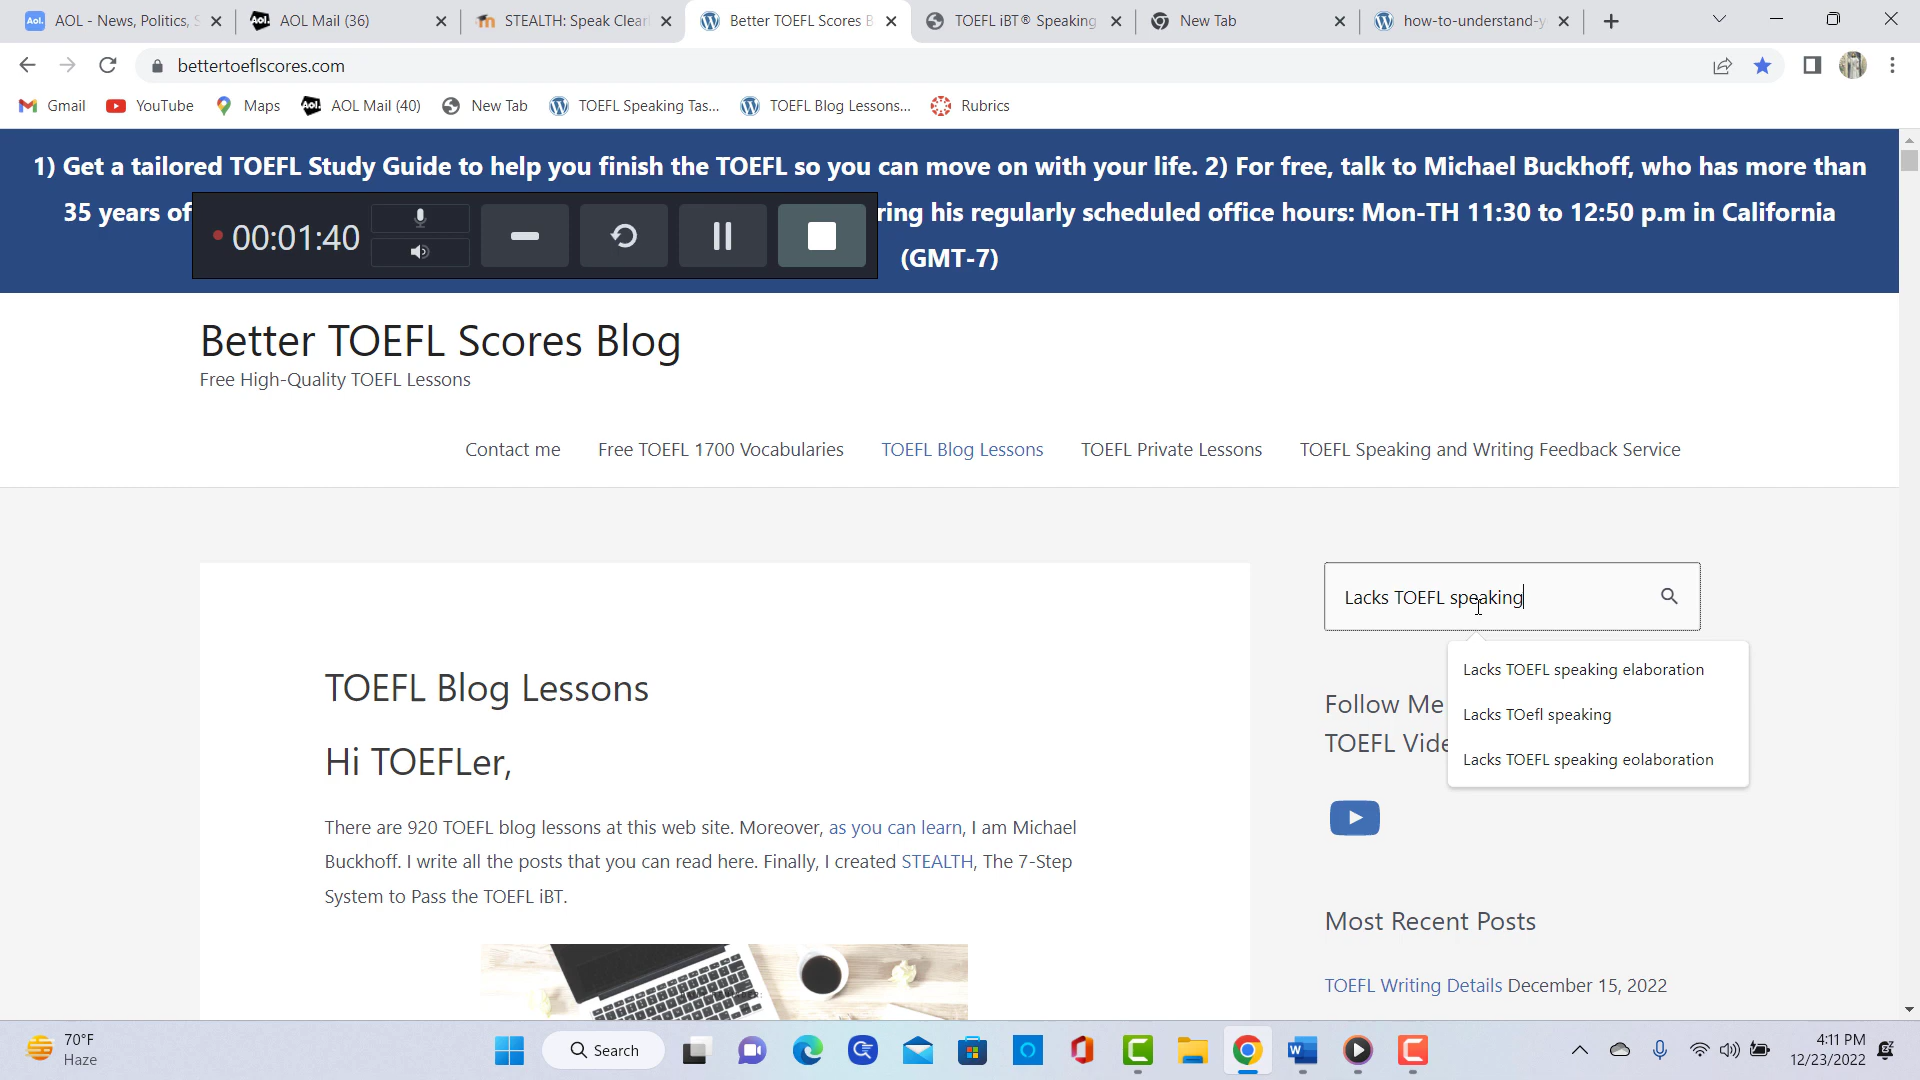 Aol.
AOL - News, Politics, S
Aol.
AOL Mail (36)
STEALTH: Speak Clearl
Better TOEFL Scores B
TOEFL iBT® Speaking
New Tab
how-to-understand-y
bettertoeflscores.com
Gmail
YouTube
Maps
Aol.
AOL Mail (40)
New Tab
TOEFL Speaking Tas...
TOEFL Blog Lessons...
Rubrics
1) Get a tailored TOEFL Study Guide to help you finish the TOEFL so you can move on with your life. 2) For free, talk to Michael Buckhoff, who has more than
35 years of
ring his regularly scheduled office hours: Mon-TH 11:30 to 12:50 p.m in California
(GMT-7)
00:01:40
Better TOEFL Scores Blog
Free High-Quality TOEFL Lessons
Contact me
Free TOEFL 1700 Vocabularies
TOEFL Blog Lessons
TOEFL Private Lessons
TOEFL Speaking and Writing Feedback Service
Lacks TOEFL speaking
Lacks TOEFL speaking elaboration
Lacks TOefl speaking
Lacks TOEFL speaking eolaboration
Follow Me
TOEFL Vide
TOEFL Blog Lessons
Hi TOEFLer,
There are 920 TOEFL blog lessons at this web site. Moreover, as you can learn, I am Michael
Buckhoff. I write all the posts that you can read here. Finally, I created STEALTH, The 7-Step
System to Pass the TOEFL iBT.
Most Recent Posts
TOEFL Writing Details December 15, 2022
70°F
Haze
Search
4:11 PM
12/23/2022